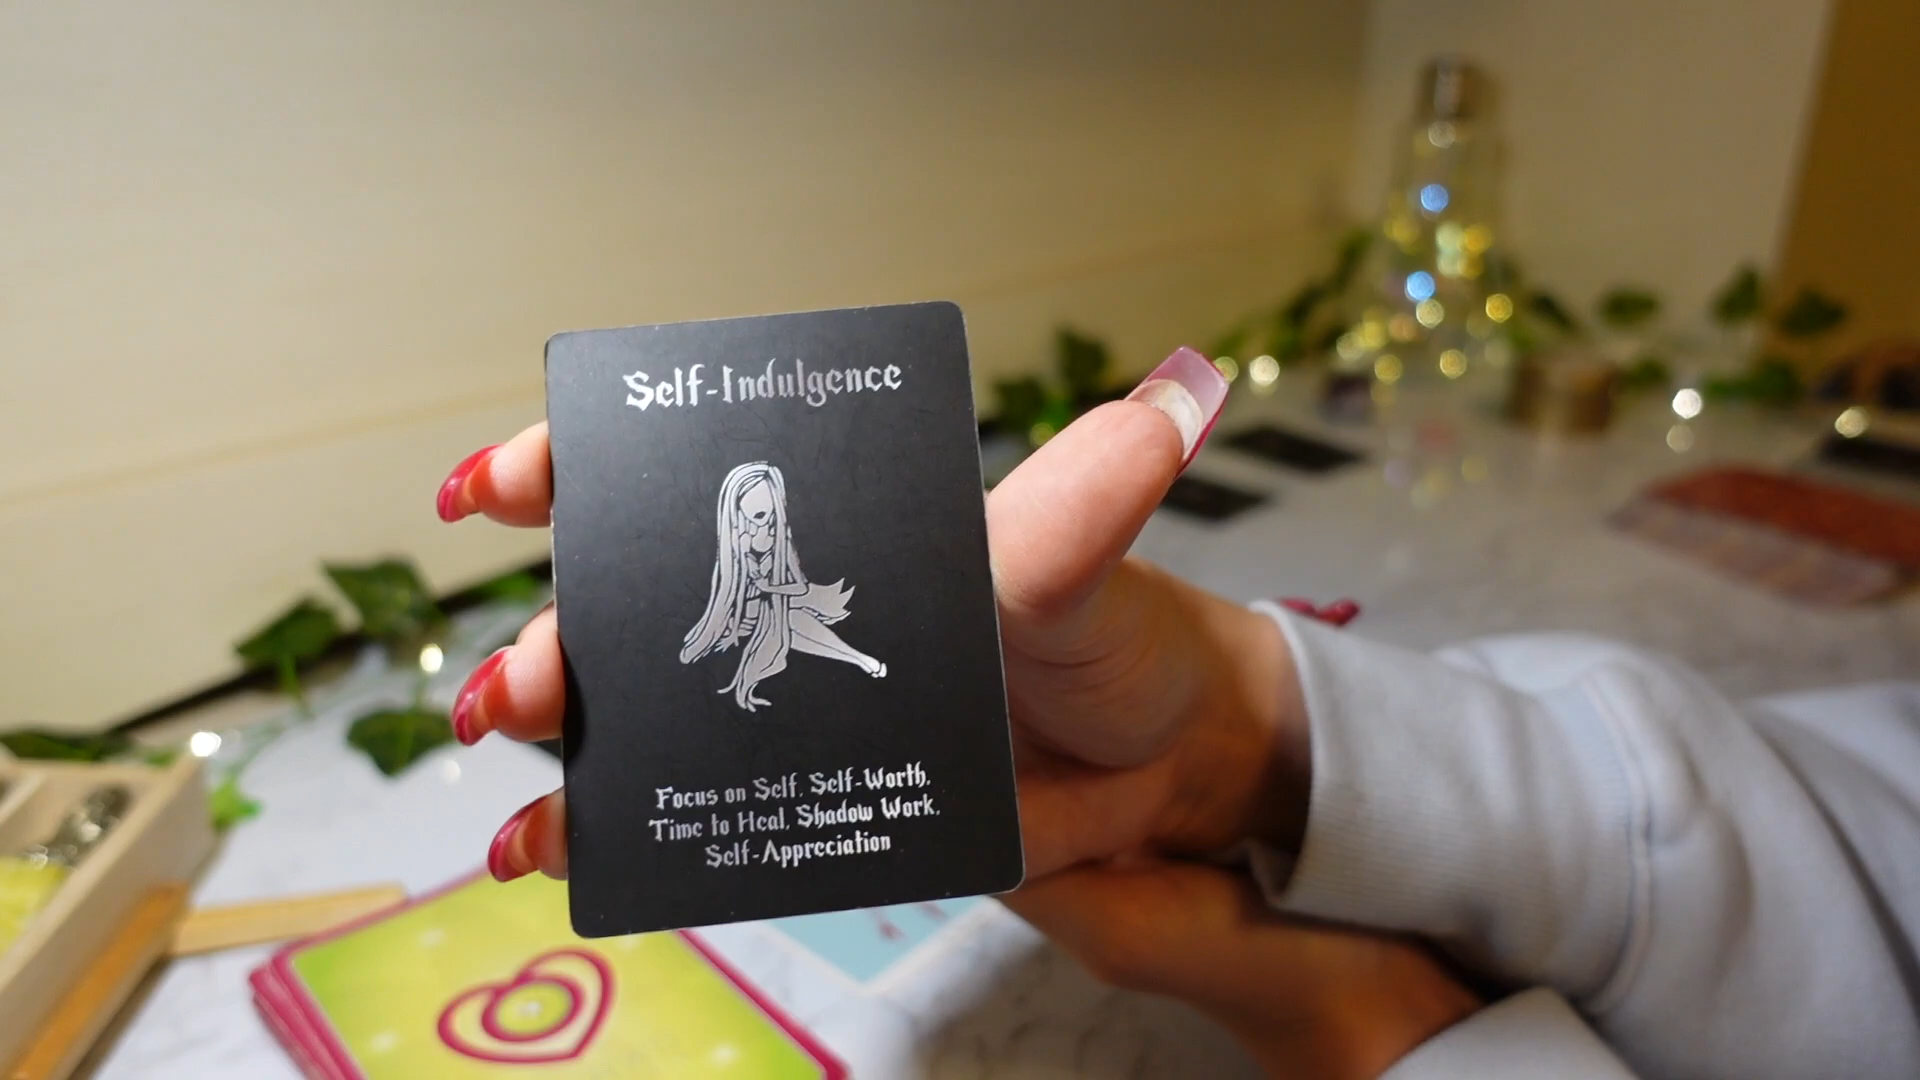 Self-Indulgence
Focus on Self, Self-Worth,
Time to Heal, Shadow Work,
Self-Appreciation